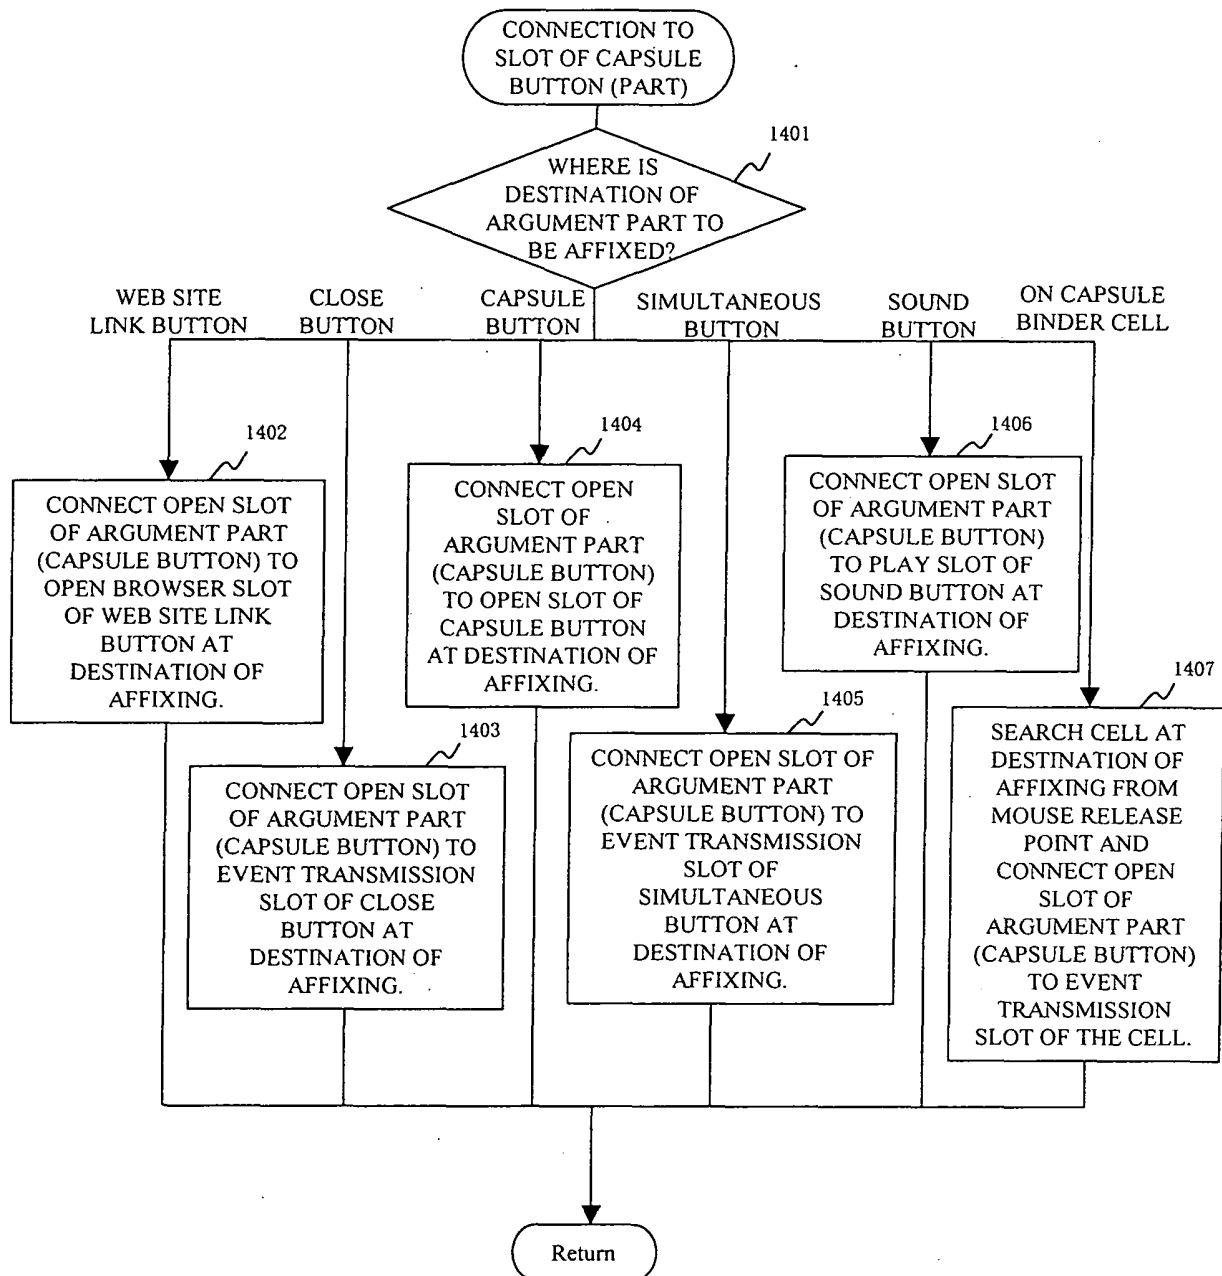 CONNECTION TO
SLOT OF CAPSULE
BUTTON (PART)
1401
WHERE IS
DESTINATION OF
ARGUMENT PART TO
BE AFFIXED?
WEB SITE
LINK BUTTON
CLOSE
BUTTON
CAPSULE
BUTTON
SIMULTANEOUS
BUTTON
SOUND
BUTTON
ON CAPSULE
BINDER CELL
1402
CONNECT OPEN SLOT
OF ARGUMENT PART
(CAPSULE BUTTON) TO
OPEN BROWSER SLOT
OF WEB SITE LINK
BUTTON AT
DESTINATION OF
AFFIXING.
1404
CONNECT OPEN
SLOT OF
ARGUMENT PART
(CAPSULE BUTTON)
TO OPEN SLOT OF
CAPSULE BUTTON
AT DESTINATION OF
AFFIXING.
1406
CONNECT OPEN SLOT
OF ARGUMENT PART
(CAPSULE BUTTON)
TO PLAY SLOT OF
SOUND BUTTON AT
DESTINATION OF
AFFIXING.
1403
CONNECT OPEN SLOT
OF ARGUMENT PART
(CAPSULE BUTTON) TO
EVENT TRANSMISSION
SLOT OF CLOSE
BUTTON AT
DESTINATION OF
AFFIXING.
1405
CONNECT OPEN SLOT OF
ARGUMENT PART
(CAPSULE BUTTON) TO
EVENT TRANSMISSION
SLOT OF
SIMULTANEOUS
BUTTON AT
DESTINATION OF
AFFIXING.
1407
SEARCH CELL AT
DESTINATION OF
AFFIXING FROM
MOUSE RELEASE
POINT AND
CONNECT OPEN
SLOT OF
ARGUMENT PART
(CAPSULE BUTTON)
TO EVENT
TRANSMISSION
SLOT OF THE CELL.
Return